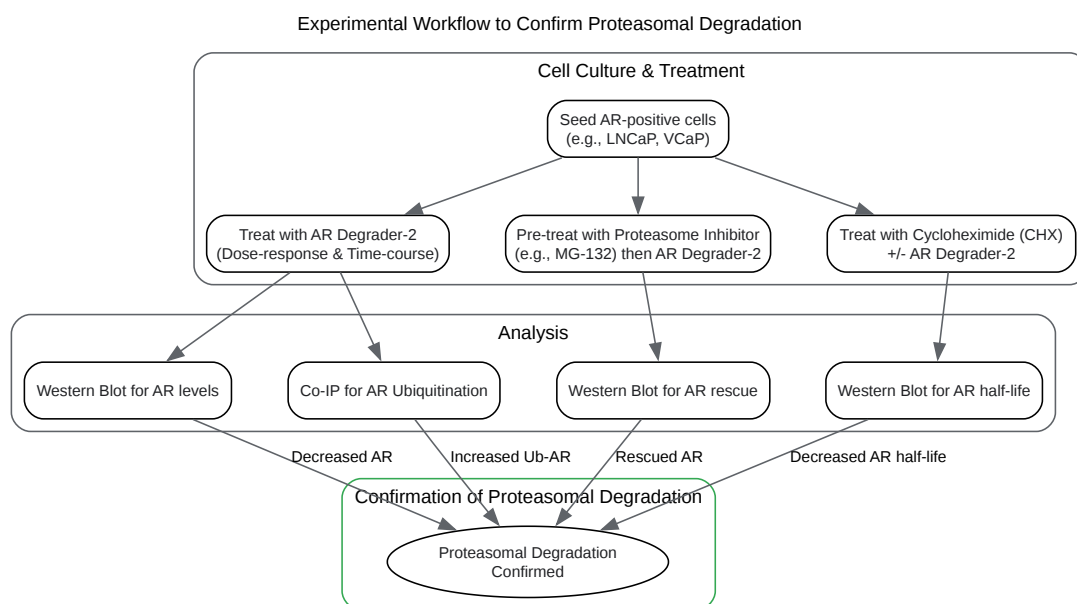 Experimental Workflow to Confirm Proteasomal Degradation
Cell Culture & Treatment
Seed AR-positive cells
(e.g., LNCaP, VCaP)
Treat with AR Degrader-2
(Dose-response & Time-course)
Pre-treat with Proteasome Inhibitor
(e.g., MG-132) then AR Degrader-2
Treat with Cycloheximide (CHX)
+/- AR Degrader-2
Analysis
Western Blot for AR levels
Co-IP for AR Ubiquitination
Western Blot for AR rescue
Western Blot for AR half-life
Decreased AR
Increased Ub-AR
Rescued AR
Decreased AR half-life
Confirmation of Proteasomal Degradation
Proteasomal Degradation
Confirmed